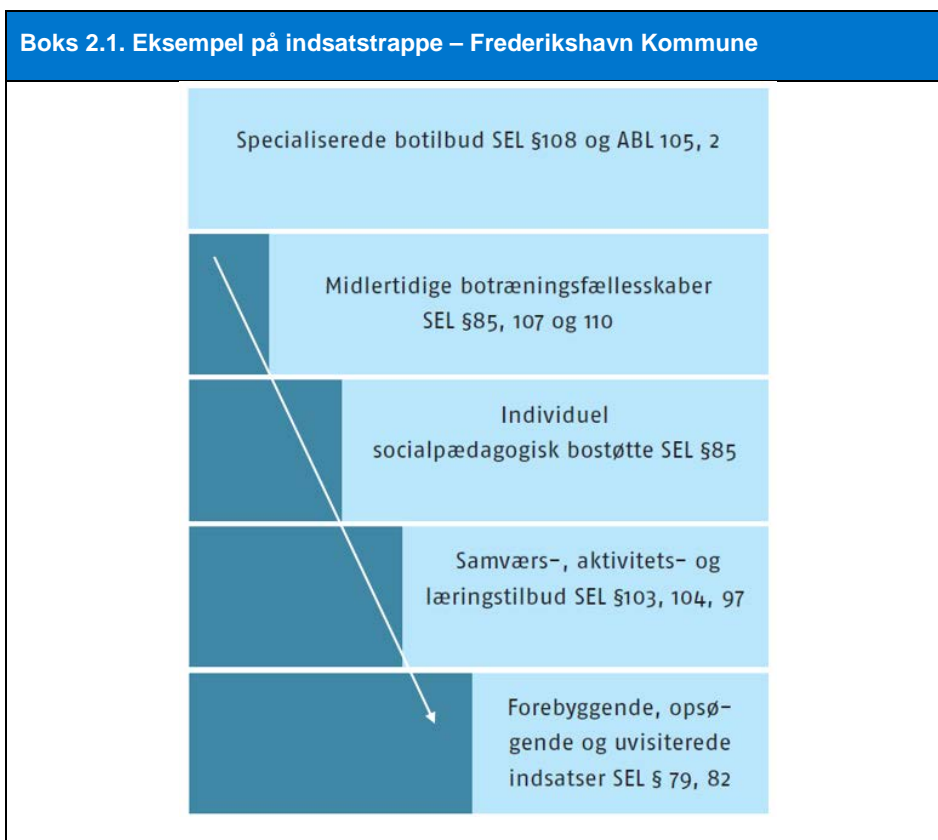 Boks 2.1. Eksempel på indsatstrappe – Frederikshavn Kommune
Specialiserede botilbud SEL §108 og ABL 105, 2
Midlertidige botræningsfællesskaber
SEL §85, 107 og 110
Individuel
socialpædagogisk bostøtte SEL §85
Samværs-, aktivitets- og
læringstilbud SEL §103, 104, 97
Forebyggende, opsø-
gende og uvisiterede
indsatser SEL § 79, 82